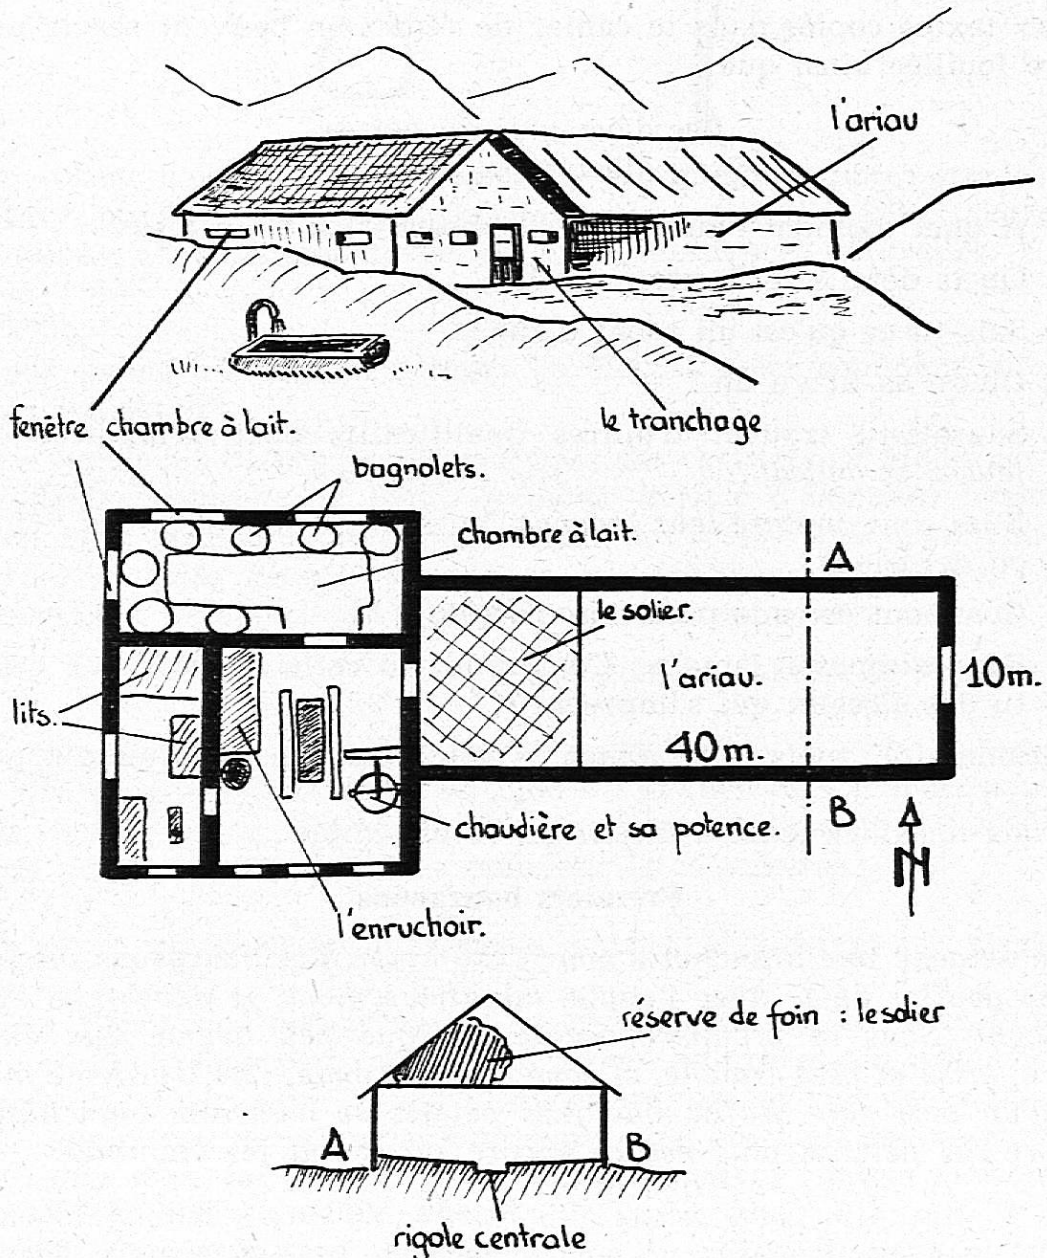 l'ariau
le tranchage
fenêtre chambre à lait.
bagnolets.
chambre à lait.
A
le solier.
l'ariau.
10m.
lits.
40m.
B
chaudière et sa potence.
N
l'enruchoir.
réserve de foin : le solier
A
B
rigole centrale